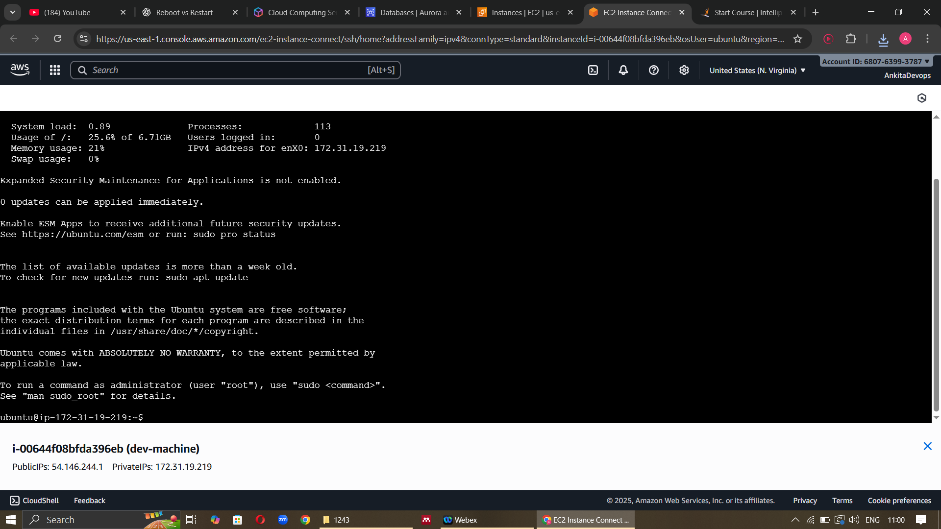 (184) YouTube
Reboot vs Restart
Cloud Computing Se
Databases | Aurora a
Instances | EC2 | us-e
EC2 Instance Connec
Start Course | Intellip
https://us-east-1.console.aws.amazon.com/ec2-instance-connect/ssh/home?addressFamily=ipv4&connType=standard&instanceId=i-00644f08bfda396eb&osUser=ubuntu&region=...
A
aws
Search
[Alt+S]
United States (N. Virginia)
Account ID: 6807-6399-3787
AnkitaDevops
System load: 0.89 Processes: 113
Usage of /: 25.6% of 6.71GB Users logged in: 0
Memory usage: 21% IPv4 address for enX0: 172.31.19.219
Swap usage: 0%
Expanded Security Maintenance for Applications is not enabled.
0 updates can be applied immediately.
Enable ESM Apps to receive additional future security updates.
See https://ubuntu.com/esm or run: sudo pro status
The list of available updates is more than a week old.
To check for new updates run: sudo apt update
The programs included with the Ubuntu system are free software;
the exact distribution terms for each program are described in the
individual files in /usr/share/doc/*/copyright.
Ubuntu comes with ABSOLUTELY NO WARRANTY, to the extent permitted by
applicable law.
To run a command as administrator (user "root"), use "sudo <command>".
See "man sudo_root" for details.
ubuntu@ip-172-31-19-219:~$
i-00644f08bfda396eb (dev-machine)
PublicIPs: 54.146.244.1 PrivateIPs: 172.31.19.219
CloudShell
Feedback
© 2025, Amazon Web Services, Inc. or its affiliates.
Privacy
Terms
Cookie preferences
Search
1243
Webex
EC2 Instance Connect ...
ENG
11:00